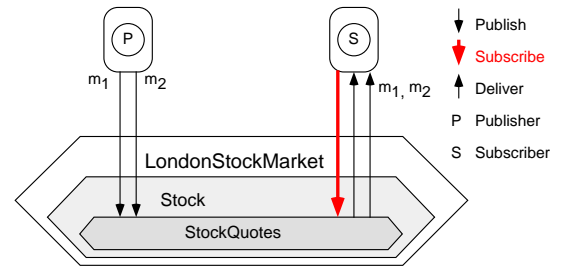 P
S
m1
m2
m1, m2
LondonStockMarket
Stock
StockQuotes
Publish
Subscribe
Deliver
P Publisher
S Subscriber